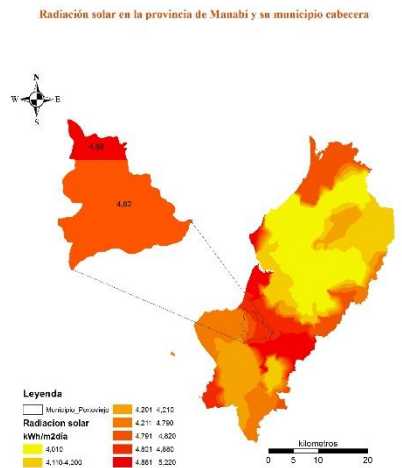 Radiación solar en la provincia de Manabí y su municipio cabecera
N
W E
S
4,88
4,82
Leyenda
Municipio_Portoviejo
Radiacion solar
kWh/m2día
4,010
4,110-4,200
4,201 4,210
4,211 4,790
4,791 4,820
4,821 4,880
4,881 5,220
kilometros
0 10 20